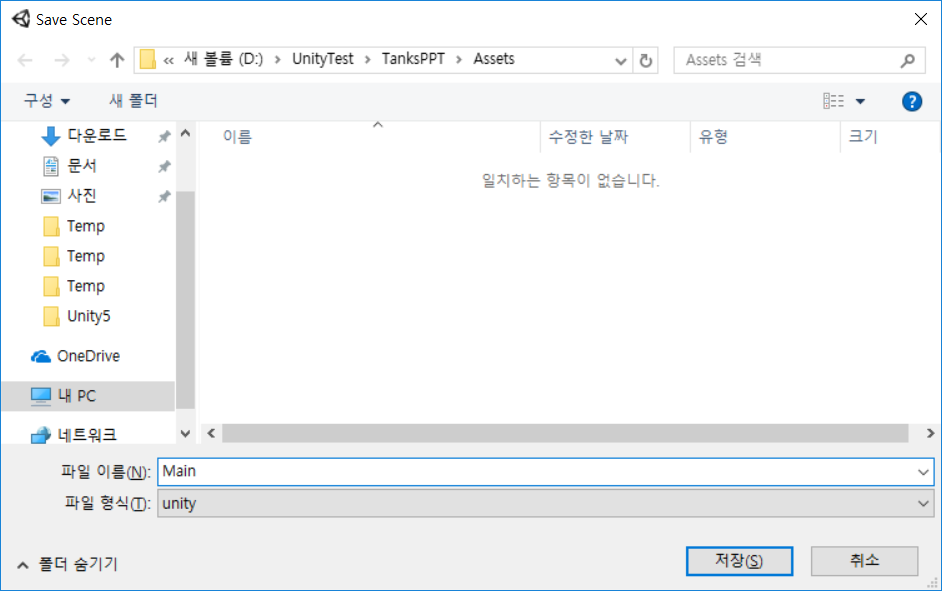 Save Scene
« 새 볼륨 (D:) > UnityTest > TanksPPT > Assets
Assets 검색
구성
새 폴더
?
다운로드
문서
사진
Temp
Temp
Temp
Unity5
OneDrive
내 PC
네트워크
이름
수정한 날짜
유형
크기
일치하는 항목이 없습니다.
파일 이름(N): Main
파일 형식(T): unity
폴더 숨기기
저장(S)
취소